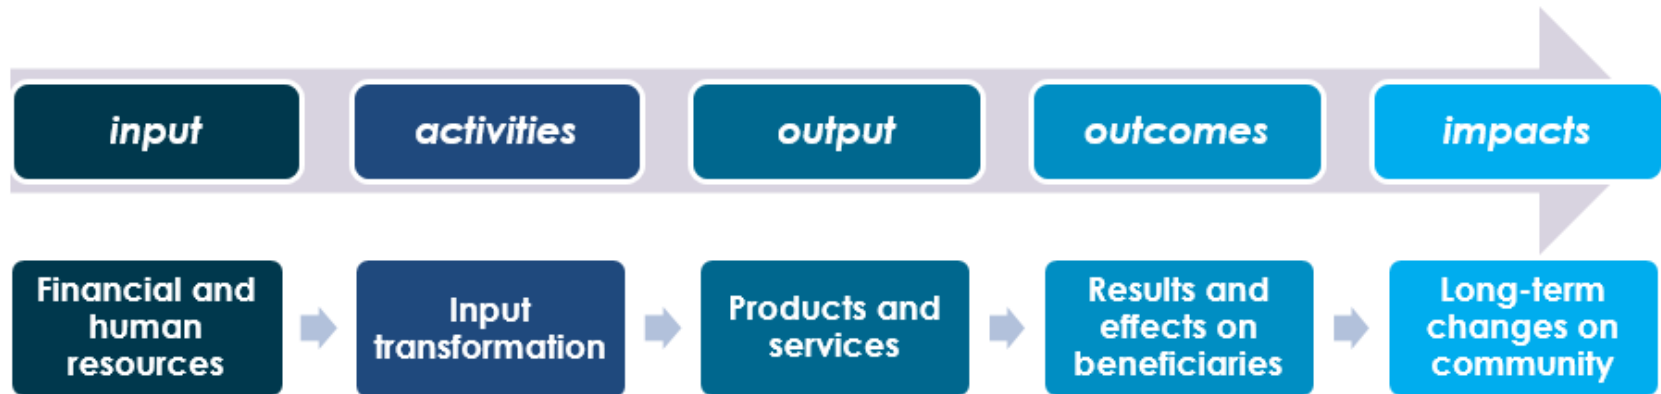 input
activities
output
outcomes
impacts
Financial and
human
resources
Input
transformation
Products and
services
Results and
effects on
beneficiaries
Long-term
changes on
community